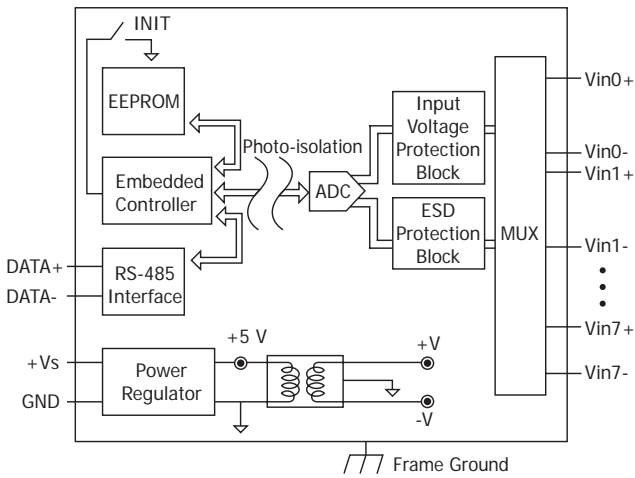 INIT
EEPROM
Photo-isolation
Embedded
Controller
ADC
Input
Voltage
Protection
Block
ESD
Protection
Block
MUX
Vin0+
Vin0-
Vin1+
Vin1-
Vin7+
Vin7-
DATA+
DATA-
RS-485
Interface
+Vs
GND
Power
Regulator
+5 V
+V
-V
Frame Ground